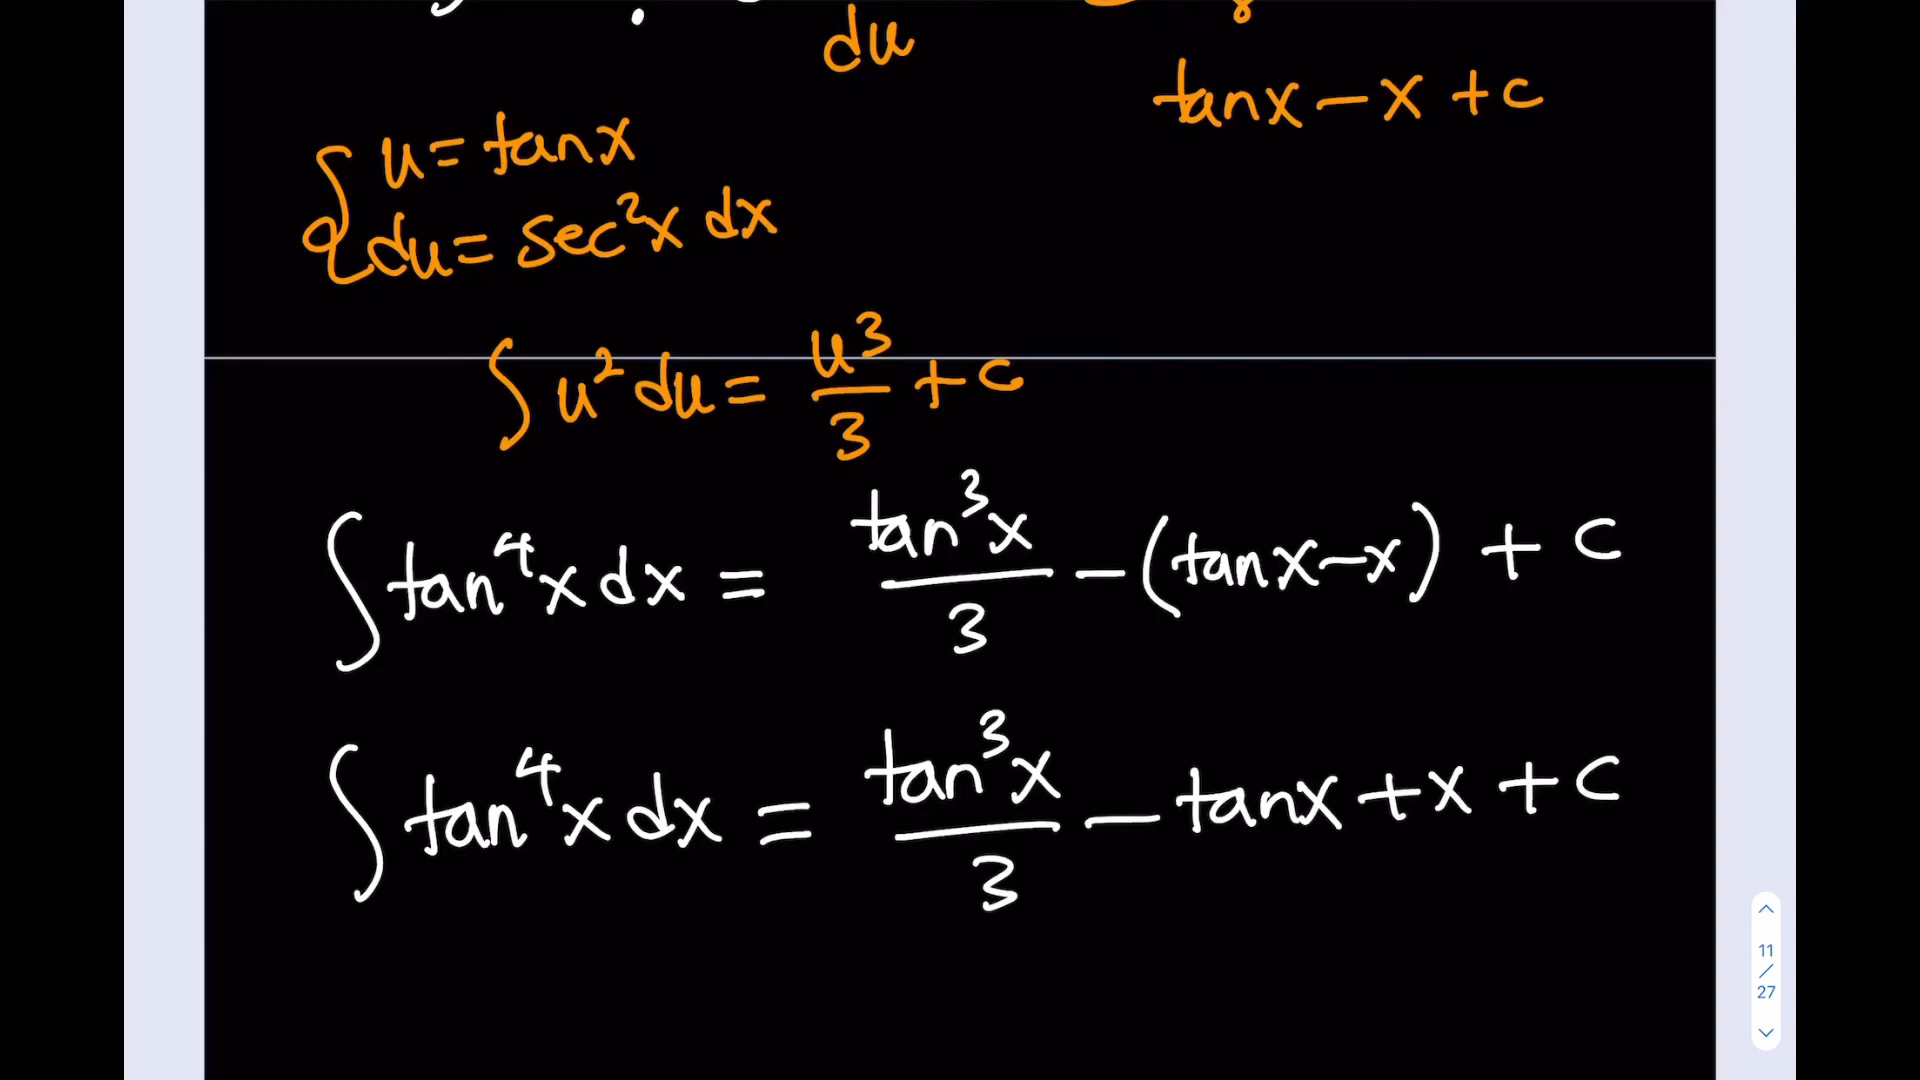 du
tanx − x + c
u = tanx
du = sec²x dx
∫ u² du = u³/3 + c
∫ tan⁴x dx = tan³x/3 − (tanx − x) + c
∫ tan⁴x dx = tan³x/3 − tanx + x + c
11
/
27